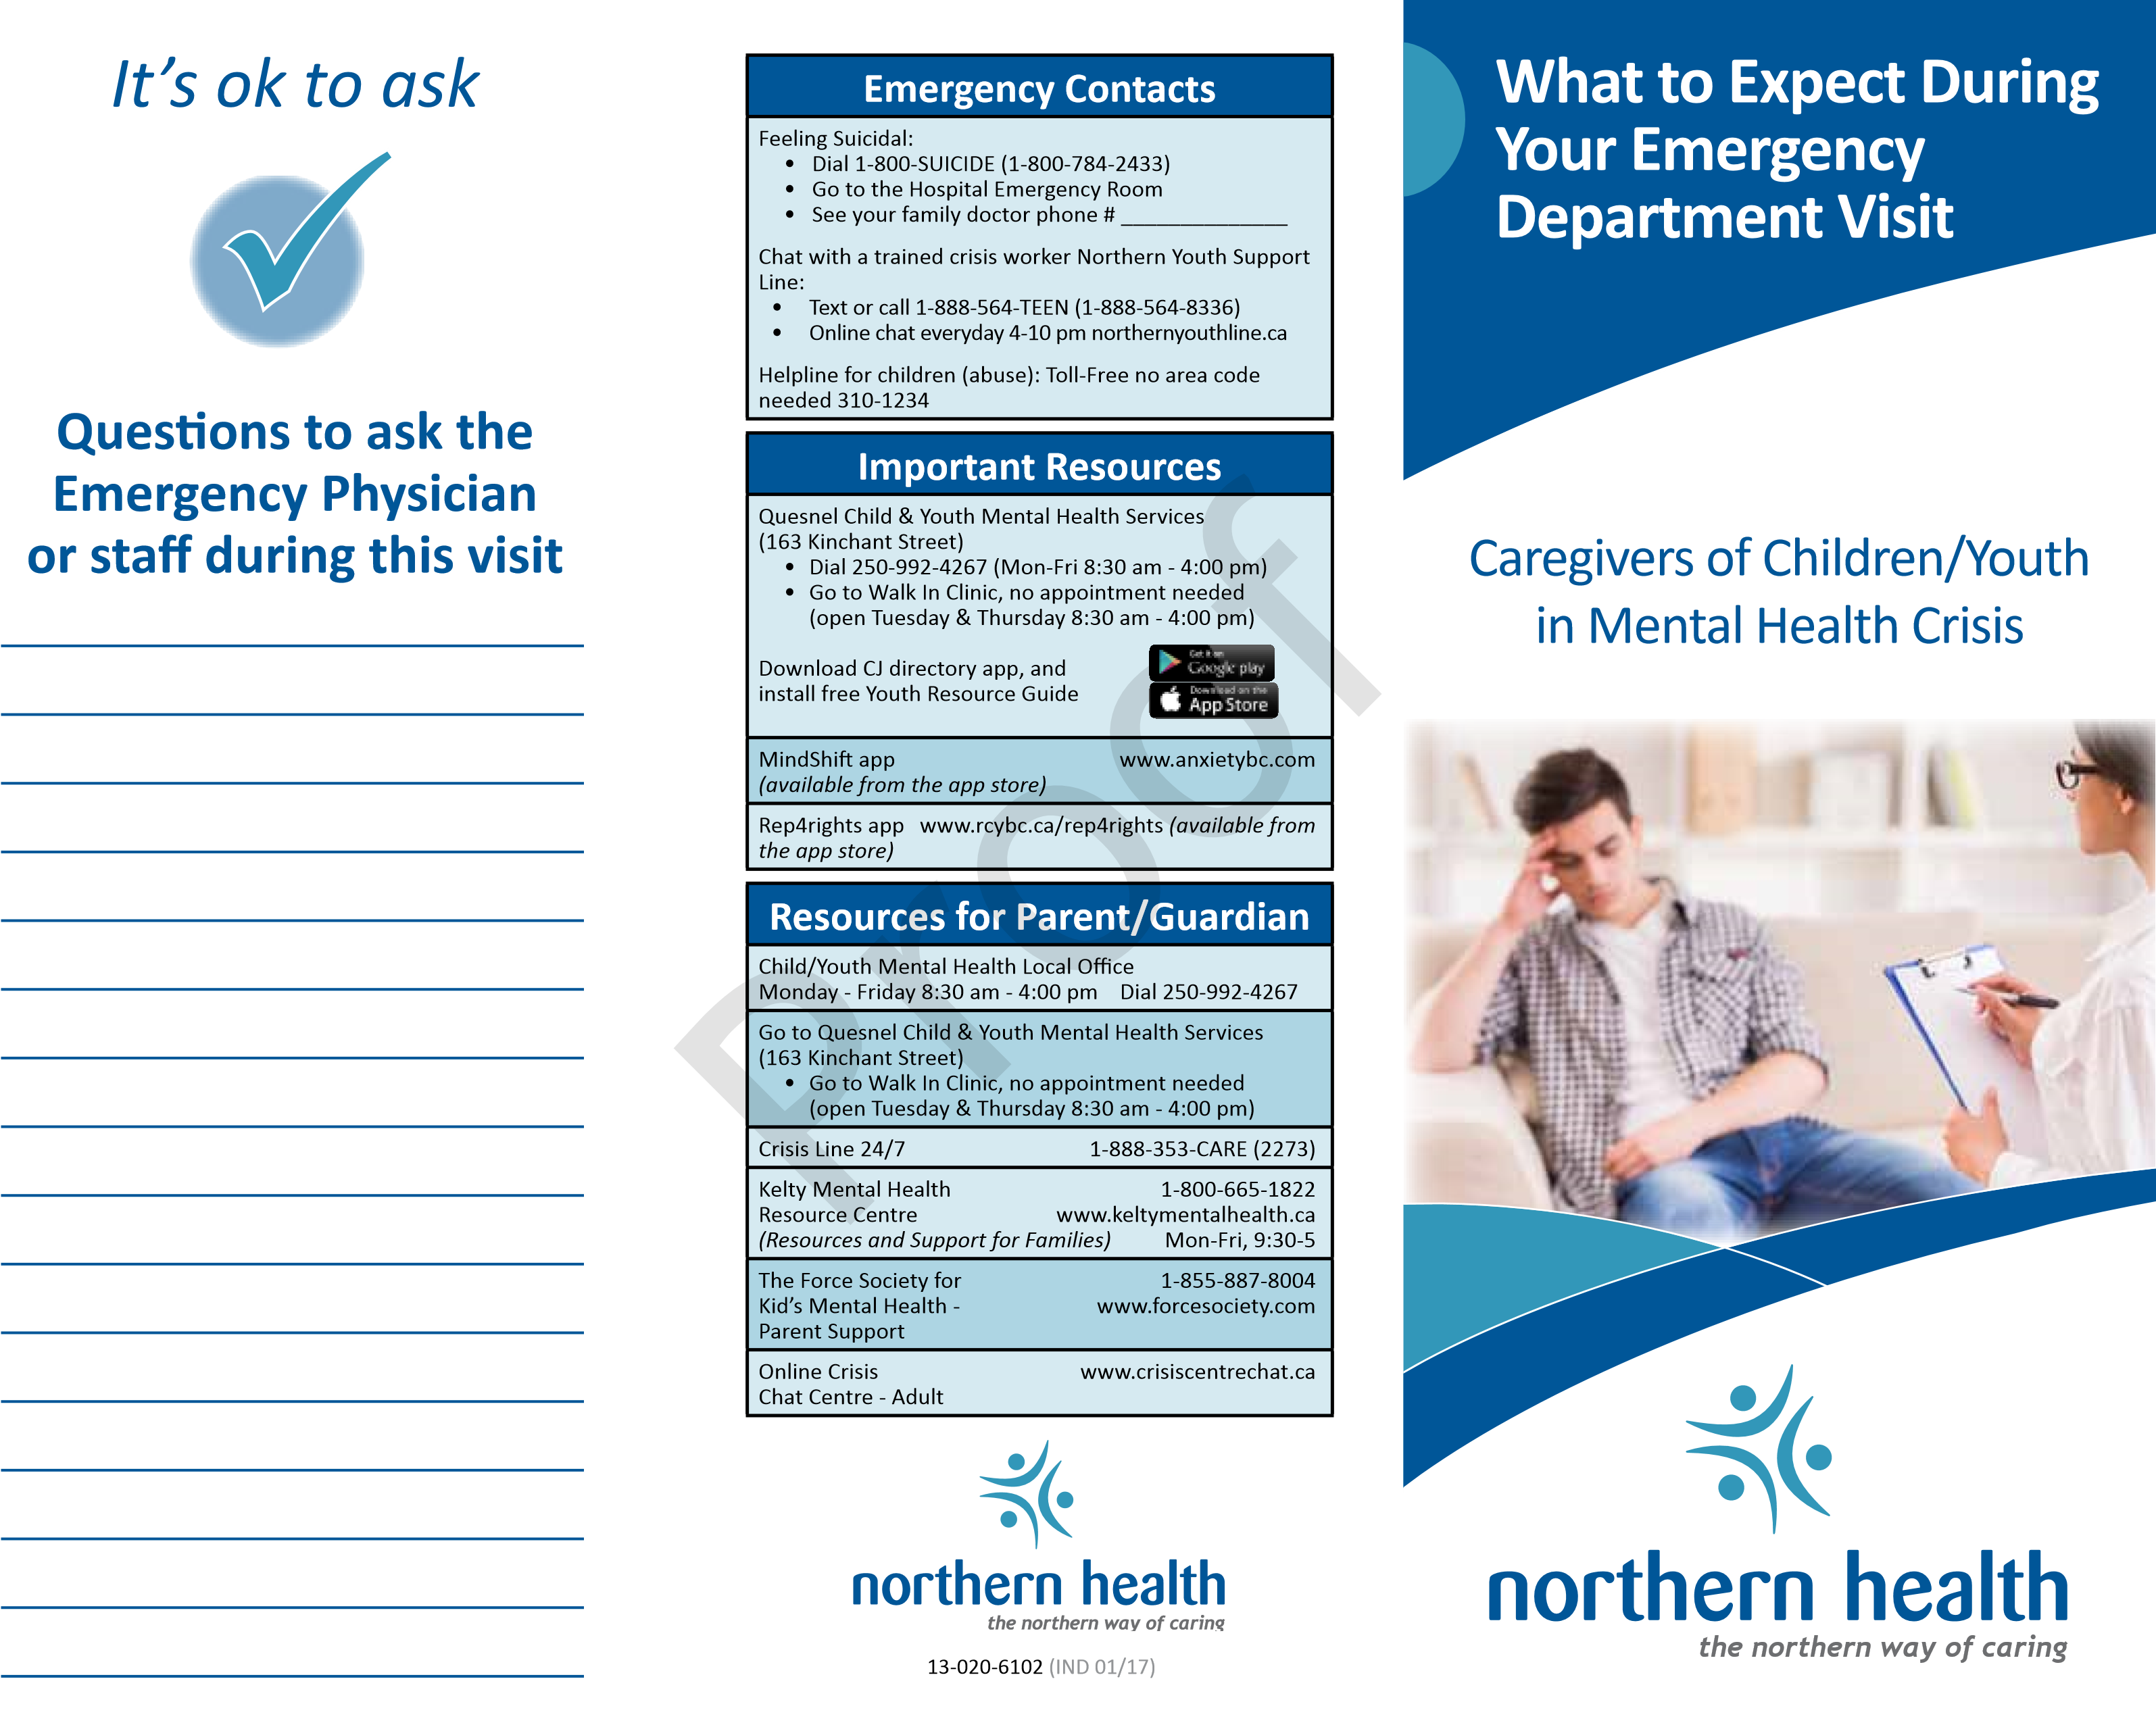 It's ok to ask
Questions to ask the
Emergency Physician
or staff during this visit
Emergency Contacts
Feeling Suicidal:
• Dial 1-800-SUICIDE (1-800-784-2433)
• Go to the Hospital Emergency Room
• See your family doctor phone # ______________
Chat with a trained crisis worker Northern Youth Support
Line:
• Text or call 1-888-564-TEEN (1-888-564-8336)
• Online chat everyday 4-10 pm northernyouthline.ca
Helpline for children (abuse): Toll-Free no area code
needed 310-1234
Important Resources
Quesnel Child & Youth Mental Health Services
(163 Kinchant Street)
• Dial 250-992-4267 (Mon-Fri 8:30 am - 4:00 pm)
• Go to Walk In Clinic, no appointment needed
(open Tuesday & Thursday 8:30 am - 4:00 pm)
Download CJ directory app, and
install free Youth Resource Guide
Get it on
Google play
Download on the
App Store
MindShift app www.anxietybc.com
(available from the app store)
Rep4rights app www.rcybc.ca/rep4rights (available from
the app store)
Resources for Parent/Guardian
Child/Youth Mental Health Local Office
Monday - Friday 8:30 am - 4:00 pm Dial 250-992-4267
Go to Quesnel Child & Youth Mental Health Services
(163 Kinchant Street)
• Go to Walk In Clinic, no appointment needed
(open Tuesday & Thursday 8:30 am - 4:00 pm)
Crisis Line 24/7 1-888-353-CARE (2273)
Kelty Mental Health 1-800-665-1822
Resource Centre www.keltymentalhealth.ca
(Resources and Support for Families) Mon-Fri, 9:30-5
The Force Society for 1-855-887-8004
Kid's Mental Health - www.forcesociety.com
Parent Support
Online Crisis www.crisiscentrechat.ca
Chat Centre - Adult
Proof
northern health
the northern way of caring
13-020-6102 (IND 01/17)
What to Expect During
Your Emergency
Department Visit
Caregivers of Children/Youth
in Mental Health Crisis
northern health
the northern way of caring